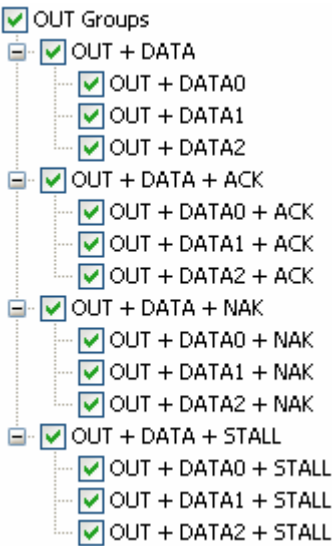 OUT Groups
OUT + DATA
OUT + DATA0
OUT + DATA1
OUT + DATA2
OUT + DATA + ACK
OUT + DATA0 + ACK
OUT + DATA1 + ACK
OUT + DATA2 + ACK
OUT + DATA + NAK
OUT + DATA0 + NAK
OUT + DATA1 + NAK
OUT + DATA2 + NAK
OUT + DATA + STALL
OUT + DATA0 + STALL
OUT + DATA1 + STALL
OUT + DATA2 + STALL